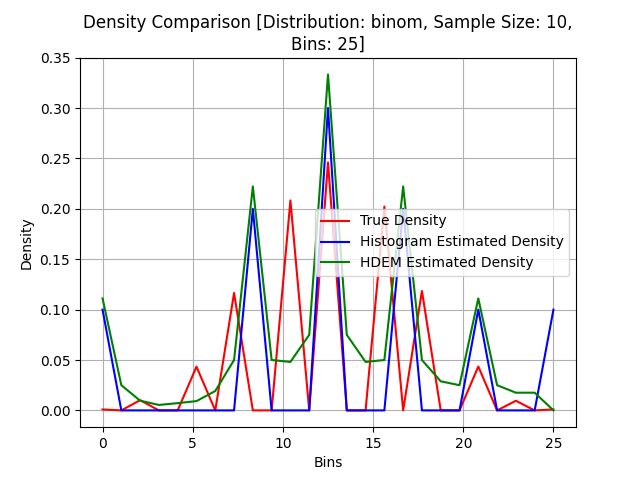 Density Comparison [Distribution: binom, Sample Size: 10,
Bins: 25]
0.35
0.30
0.25
0.20
0.15
0.10
0.05
0.00
Density
True Density
Histogram Estimated Density
HDEM Estimated Density
0 5 10 15 20 25
Bins